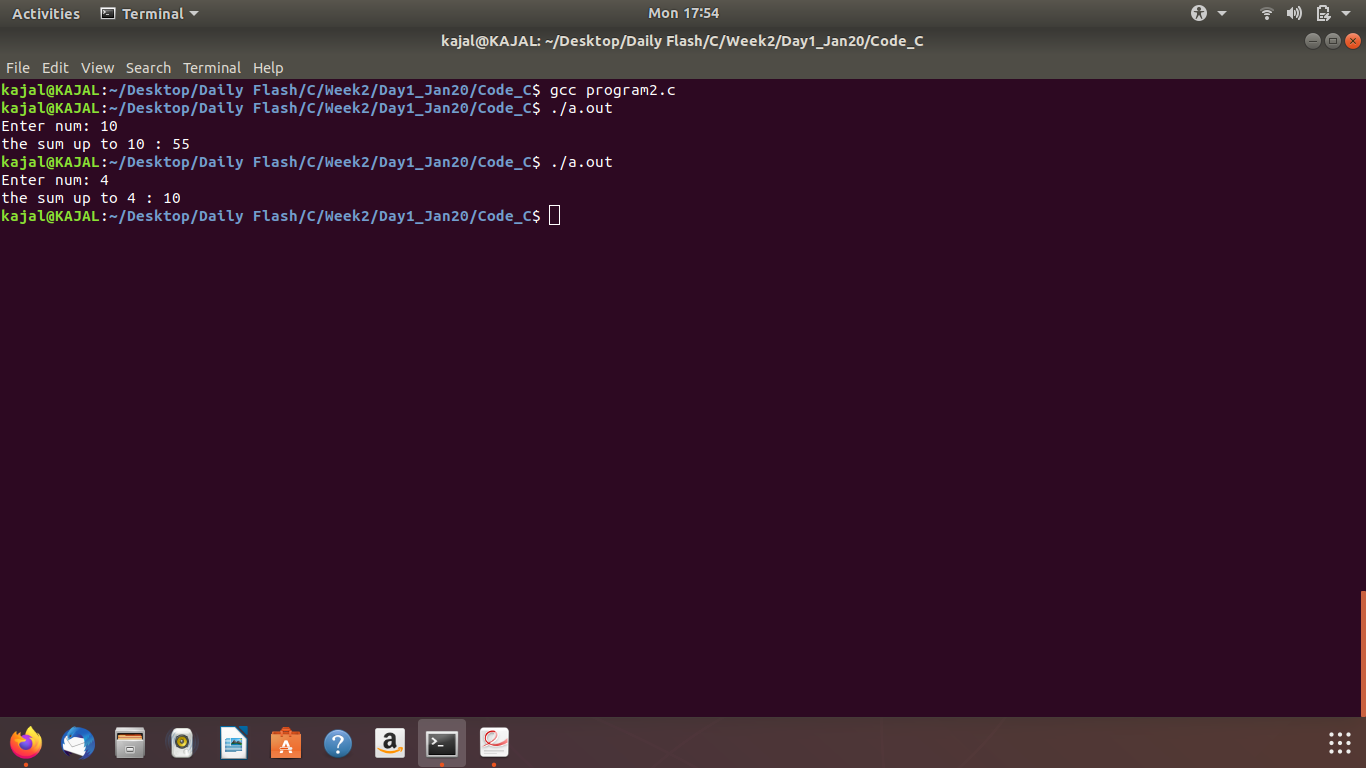 Activities Terminal Mon 17:54
kajal@KAJAL: ~/Desktop/Daily Flash/C/Week2/Day1_Jan20/Code_C
File Edit View Search Terminal Help
kajal@KAJAL:~/Desktop/Daily Flash/C/Week2/Day1_Jan20/Code_C$ gcc program2.c
kajal@KAJAL:~/Desktop/Daily Flash/C/Week2/Day1_Jan20/Code_C$ ./a.out
Enter num: 10
the sum up to 10 : 55
kajal@KAJAL:~/Desktop/Daily Flash/C/Week2/Day1_Jan20/Code_C$ ./a.out
Enter num: 4
the sum up to 4 : 10
kajal@KAJAL:~/Desktop/Daily Flash/C/Week2/Day1_Jan20/Code_C$